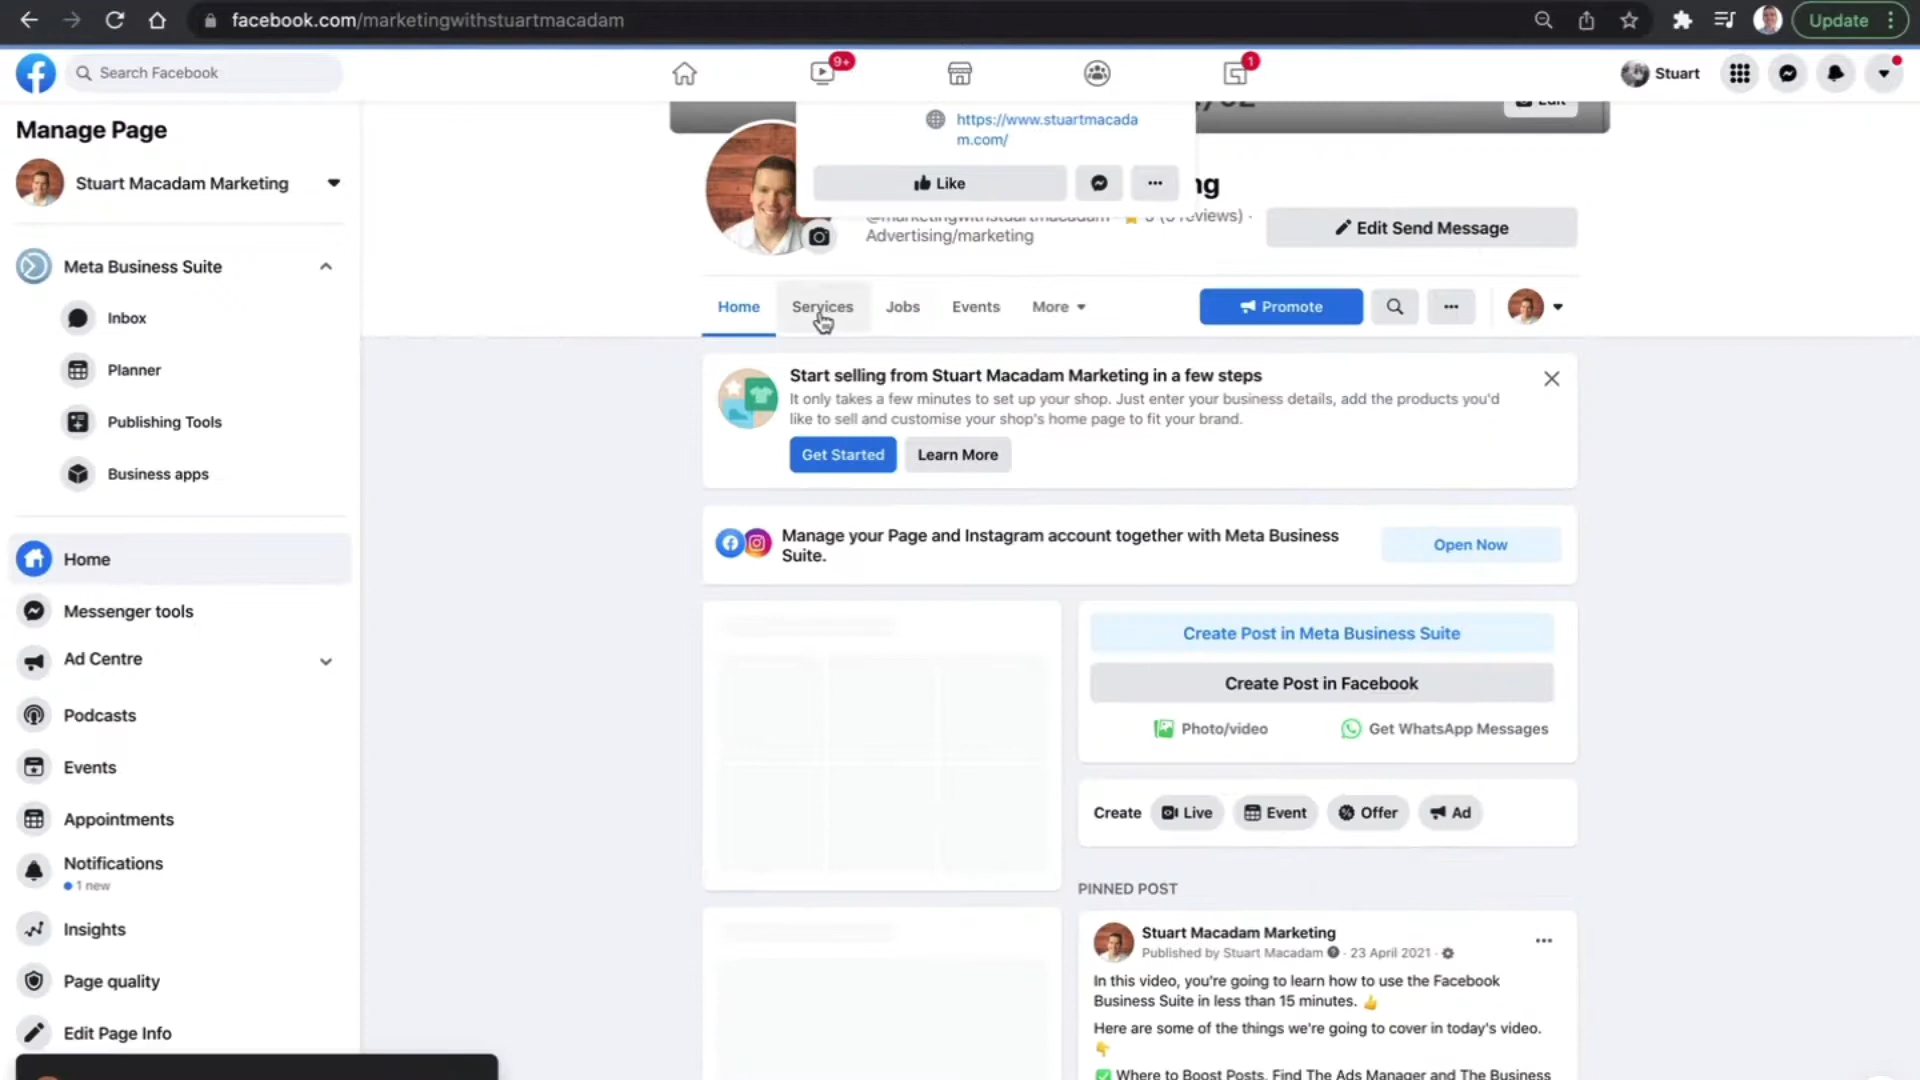 facebook.com/marketingwithstuartmacadam
Update
Search Facebook
9+
1
Stuart
Manage Page
Stuart Macadam Marketing
Meta Business Suite
Inbox
Planner
Publishing Tools
Business apps
Home
Messenger tools
Ad Centre
Podcasts
Events
Appointments
Notifications
1 new
Insights
Page quality
Edit Page Info
Edit
https://www.stuartmacada
m.com/
Like
ng
@marketingwithstuartmacadam · 5 (3 reviews) ·
Advertising/marketing
Edit Send Message
Home Services Jobs Events More
Promote
Start selling from Stuart Macadam Marketing in a few steps
It only takes a few minutes to set up your shop. Just enter your business details, add the products you'd
like to sell and customise your shop's home page to fit your brand.
Get Started Learn More
Manage your Page and Instagram account together with Meta Business
Suite.
Open Now
Create Post in Meta Business Suite
Create Post in Facebook
Photo/video Get WhatsApp Messages
Create Live Event Offer Ad
PINNED POST
Stuart Macadam Marketing
Published by Stuart Macadam · 23 April 2021 ·
In this video, you're going to learn how to use the Facebook
Business Suite in less than 15 minutes. 👍
Here are some of the things we're going to cover in today's video.
👇
✅ Where to Boost Posts, Find The Ads Manager and The Business